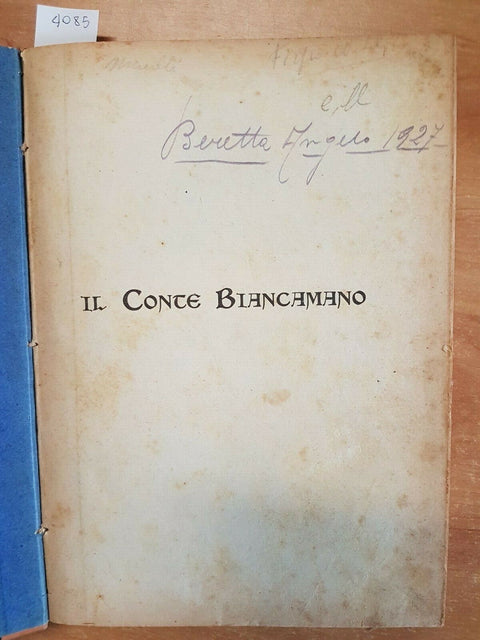 4085
Beretta Angelo 1927
IL CONTE BIANCAMANO